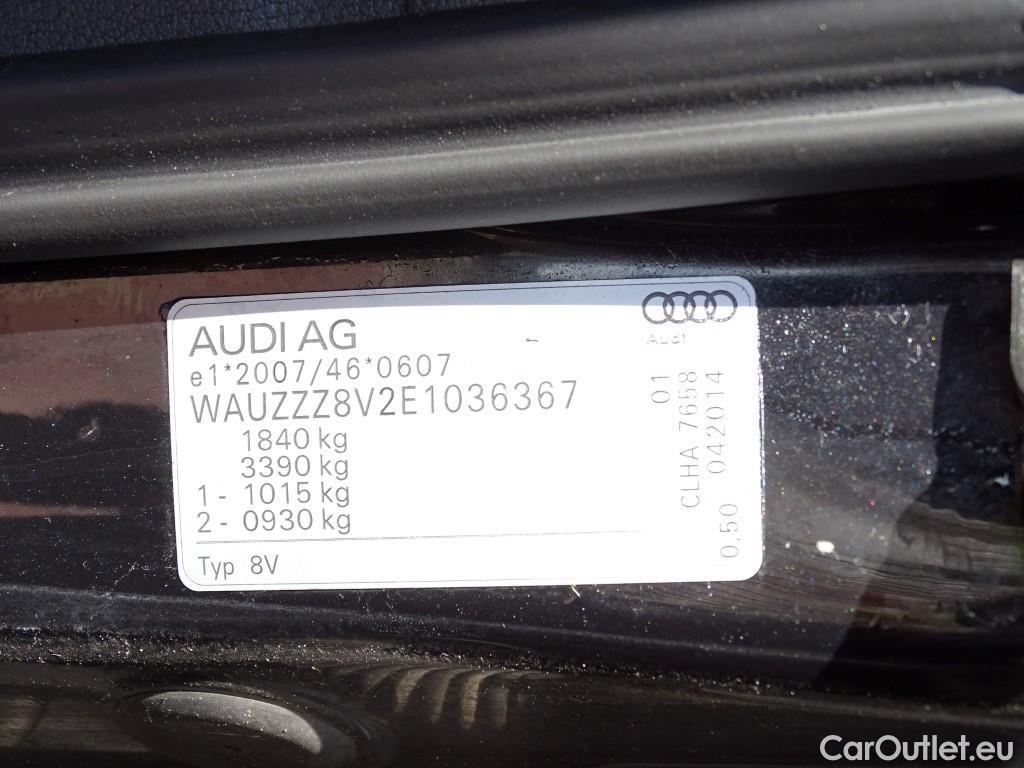 AUDI AG
e1*2007/46*0607
WAUZZZ8V2E1036367
1840 kg
3390 kg
1 - 1015 kg
2 - 0930 kg
Typ 8V
Audi
01
CLHA 7658
042014
0,50
CarOutlet.eu